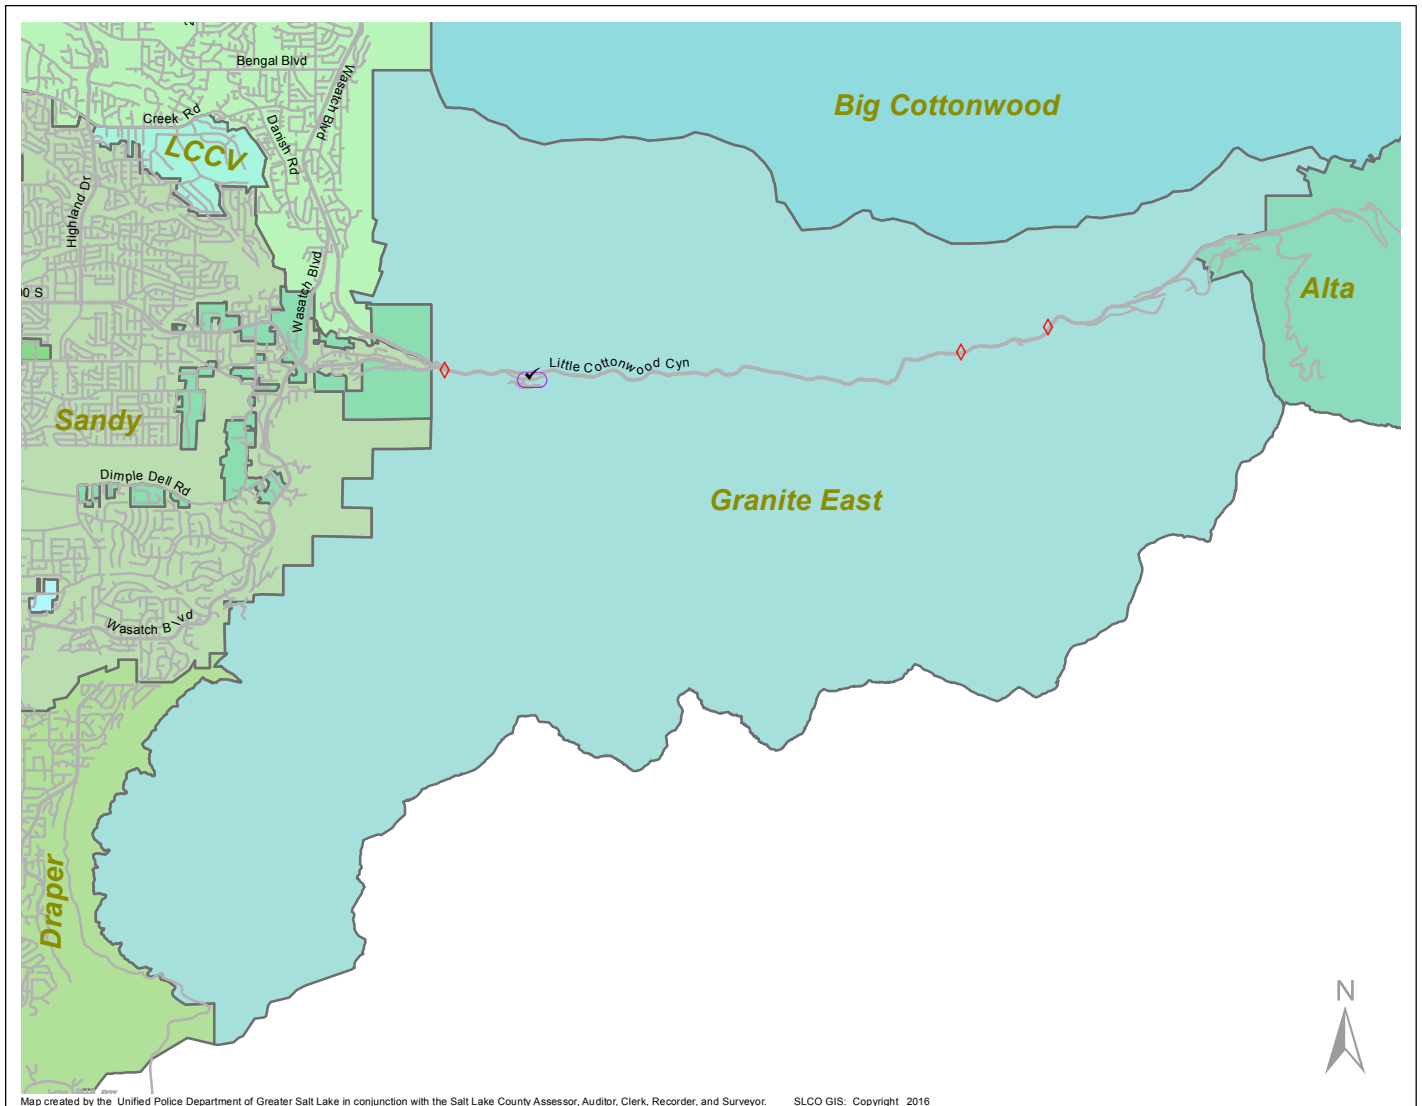 Bengal Blvd
Wasatch Blvd
Big Cottonwood
Creek Rd
Danish Rd
LCCV
Highland Dr
Wasatch Blvd
00 S
Alta
Little Cottonwood Cyn
Sandy
Dimple Dell Rd
Granite East
Wasatch Blvd
Draper
N
Map created by the Unified Police Department of Greater Salt Lake in conjunction with the Salt Lake County Assessor, Auditor, Clerk, Recorder, and Surveyor. SLCO GIS: Copyright 2016